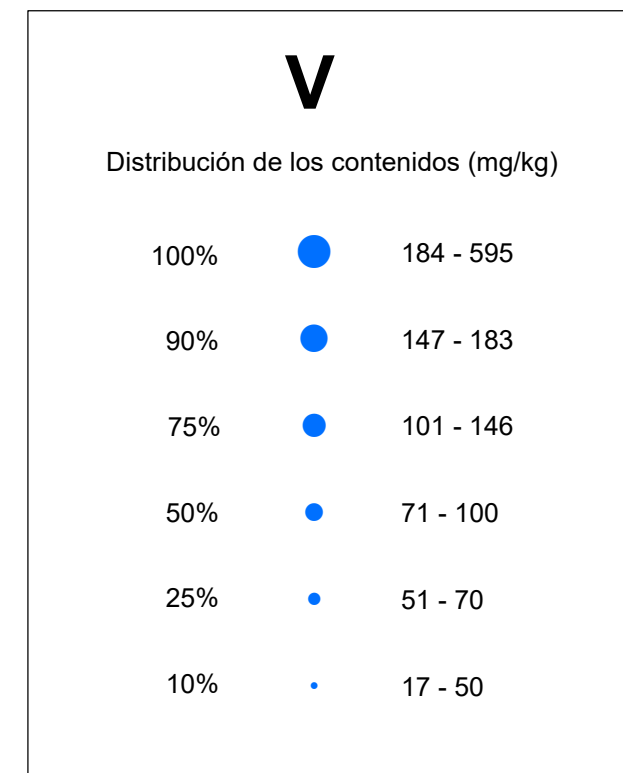 V
Distribución de los contenidos (mg/kg)
100% 184 - 595
90% 147 - 183
75% 101 - 146
50% 71 - 100
25% 51 - 70
10% 17 - 50